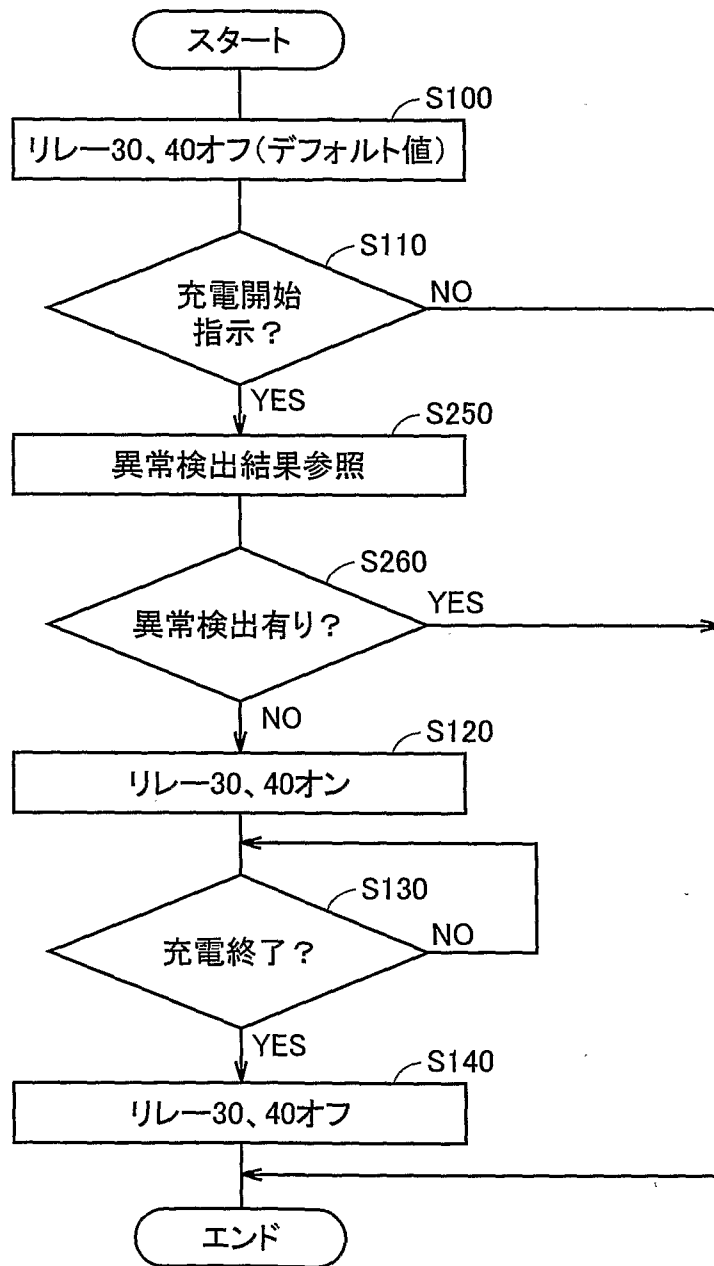 スタート
S100
リレー30、40オフ(デフォルト値)
S110
充電開始
指示？
NO
YES
S250
異常検出結果参照
S260
異常検出有り？
YES
NO
S120
リレー30、40オン
S130
充電終了？
NO
YES
S140
リレー30、40オフ
エンド